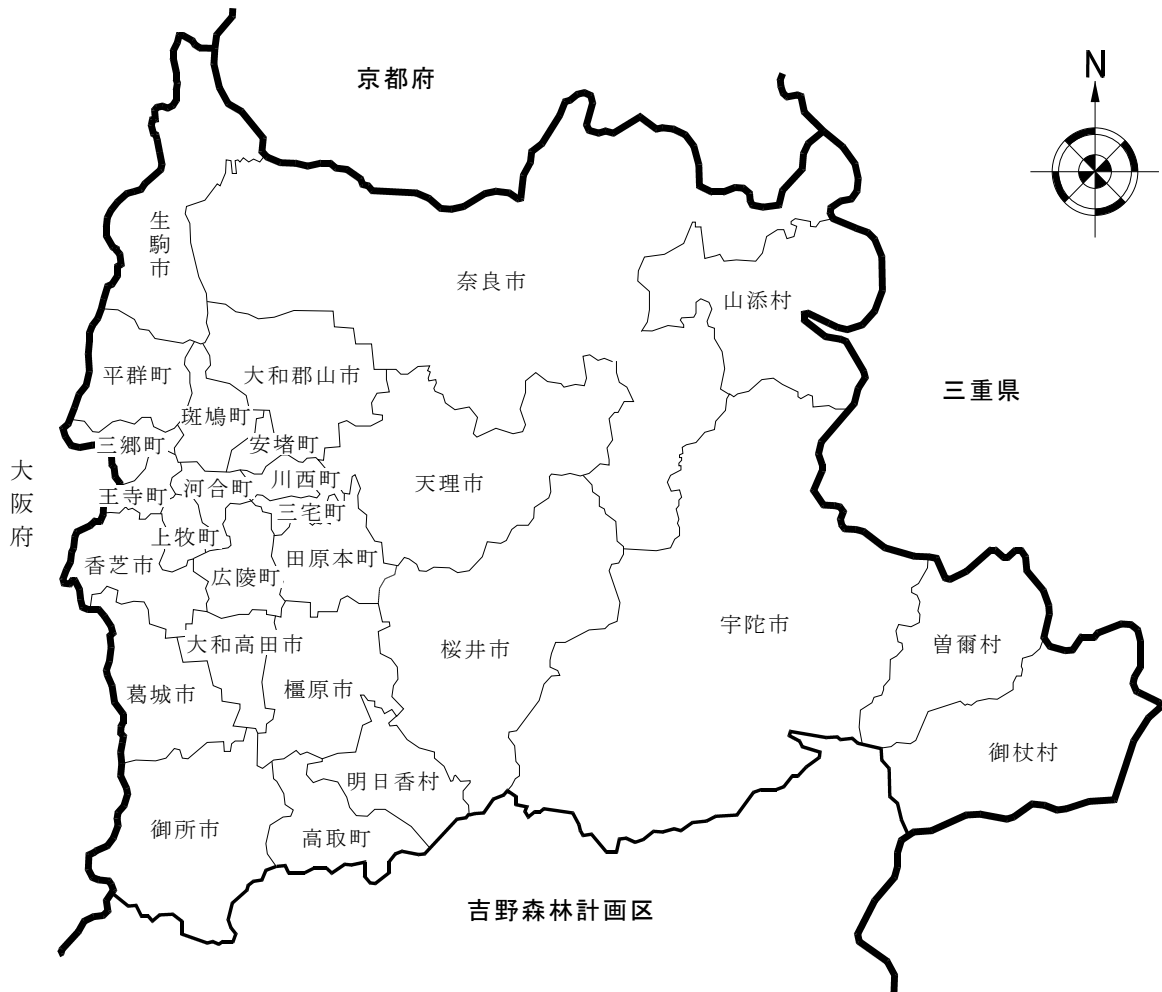 京都府
N
生駒市
奈良市
山添村
平群町
大和郡山市
三重県
斑鳩町
三郷町
安堵町
大阪府
王寺町
河合町
川西町
天理市
三宅町
上牧町
香芝市
広陵町
田原本町
宇陀市
大和高田市
桜井市
曽爾村
葛城市
橿原市
御杖村
明日香村
御所市
高取町
吉野森林計画区